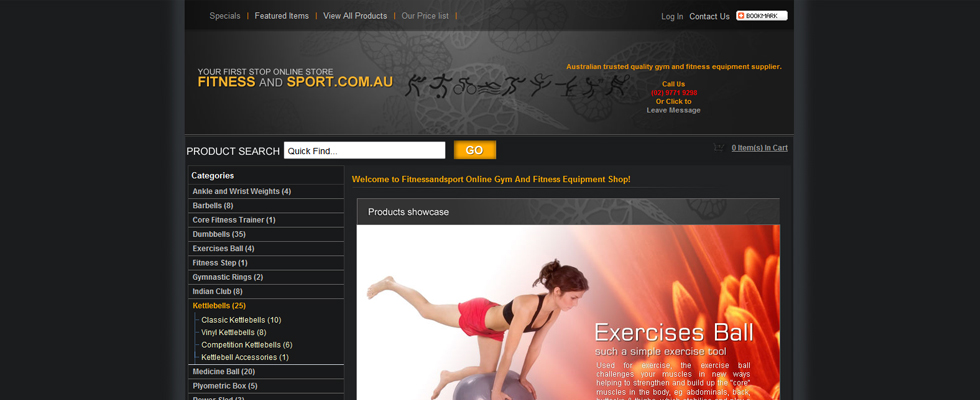 Specials | Featured Items | View All Products | Our Price list |
Log In Contact Us BOOKMARK
YOUR FIRST STOP ONLINE STORE
FITNESS AND SPORT.COM.AU
Australian trusted quality gym and fitness equipment supplier.
Call Us
(02) 9771 9398
Or Click to
Leave Message
PRODUCT SEARCH Quick Find... GO
0 Item(s) In Cart
Categories
Ankle and Wrist Weights (4)
Barbells (8)
Core Fitness Trainer (1)
Dumbbells (35)
Exercises Ball (4)
Fitness Step (1)
Gymnastic Rings (2)
Indian Club (8)
Kettlebells (25)
Classic Kettlebells (10)
Vinyl Kettlebells (8)
Competition Kettlebells (6)
Kettlebell Accessories (1)
Medicine Ball (20)
Plyometric Box (5)
Power Sled (3)
Welcome to Fitnessandsport Online Gym And Fitness Equipment Shop!
Products showcase
Exercises Ball
such a simple exercise tool
Used for exercise, the exercise ball
challenges your muscles in new ways
helping to strengthen and build up the "core"
muscles in the body, eg abdominals, back,